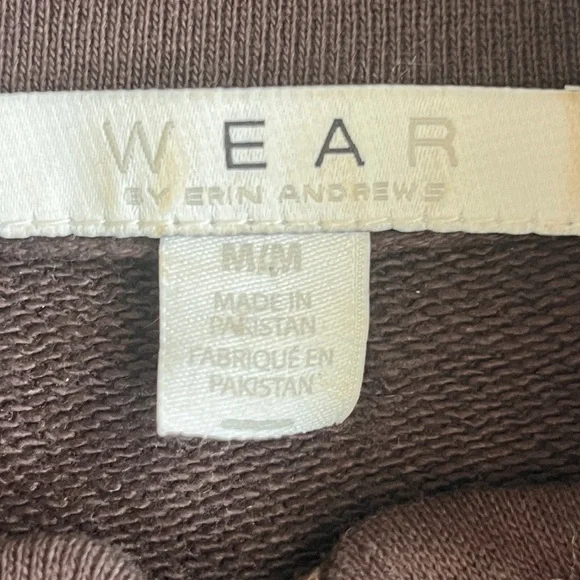 WEAR
BY ERIN ANDREWS
M/M
MADE IN
PAKISTAN
FABRIQUÉ EN
PAKISTAN